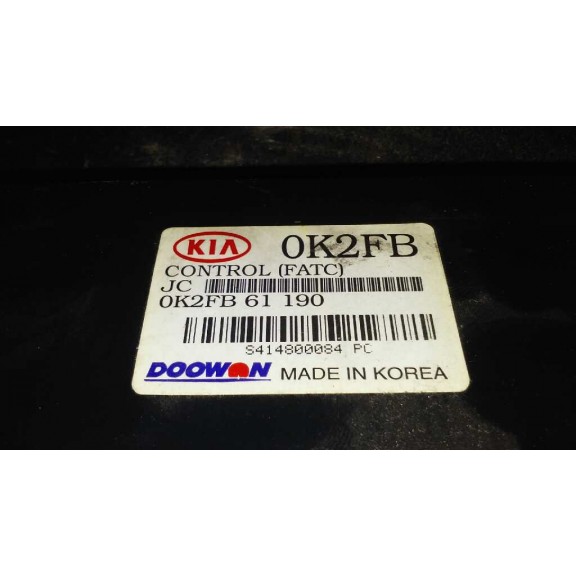 KIA 0K2FB
CONTROL (FATC)
JC
0K2FB 61 190
S414800084 PC
DOOWON MADE IN KOREA